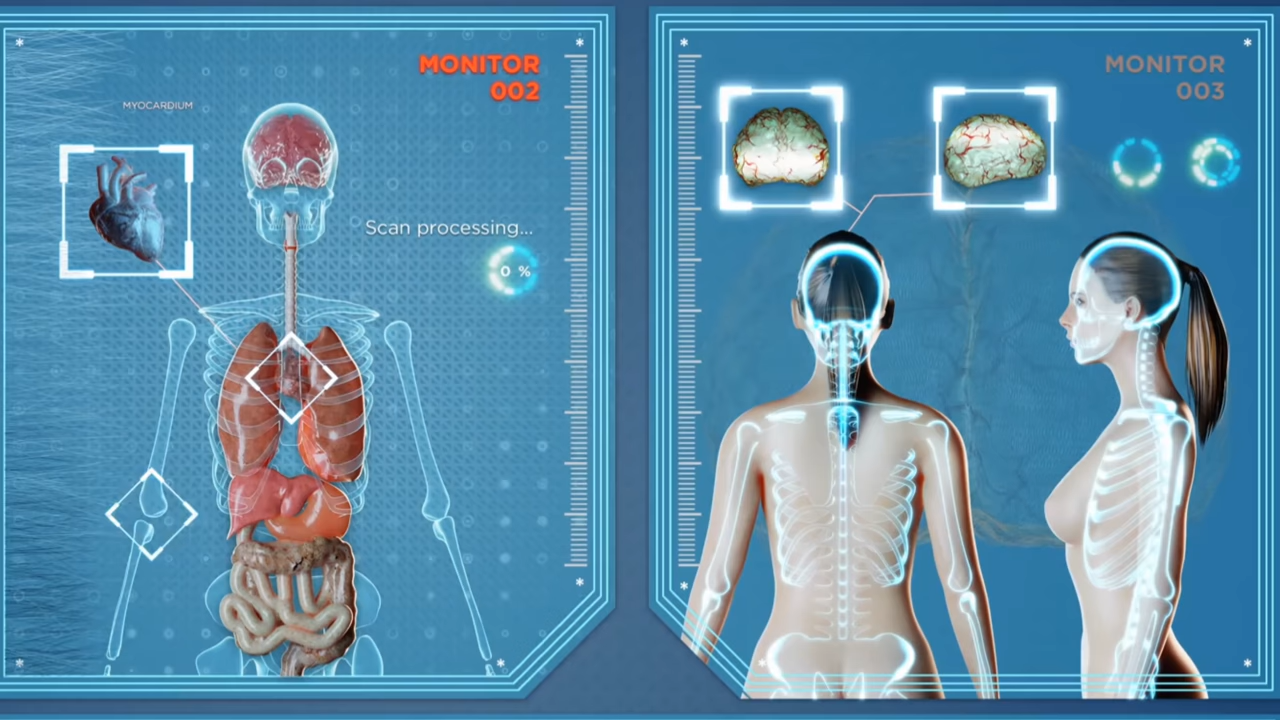 MONITOR
002
MYOCARDIUM
Scan processing...
0 %
MONITOR
003